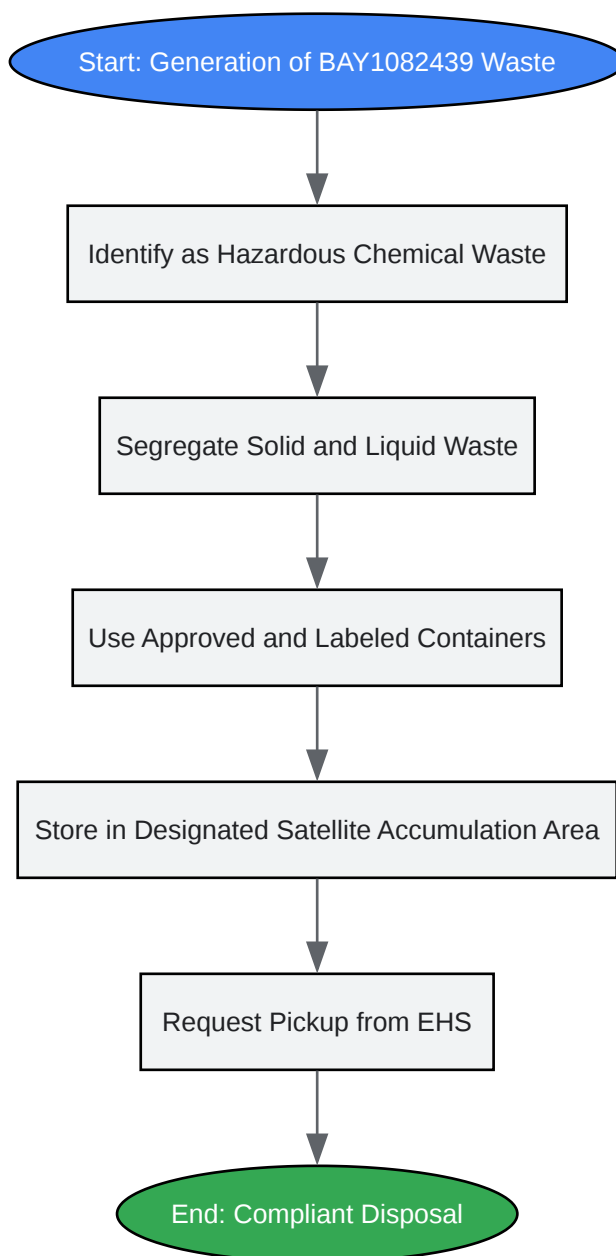 Start: Generation of BAY1082439 Waste
Identify as Hazardous Chemical Waste
Segregate Solid and Liquid Waste
Use Approved and Labeled Containers
Store in Designated Satellite Accumulation Area
Request Pickup from EHS
End: Compliant Disposal